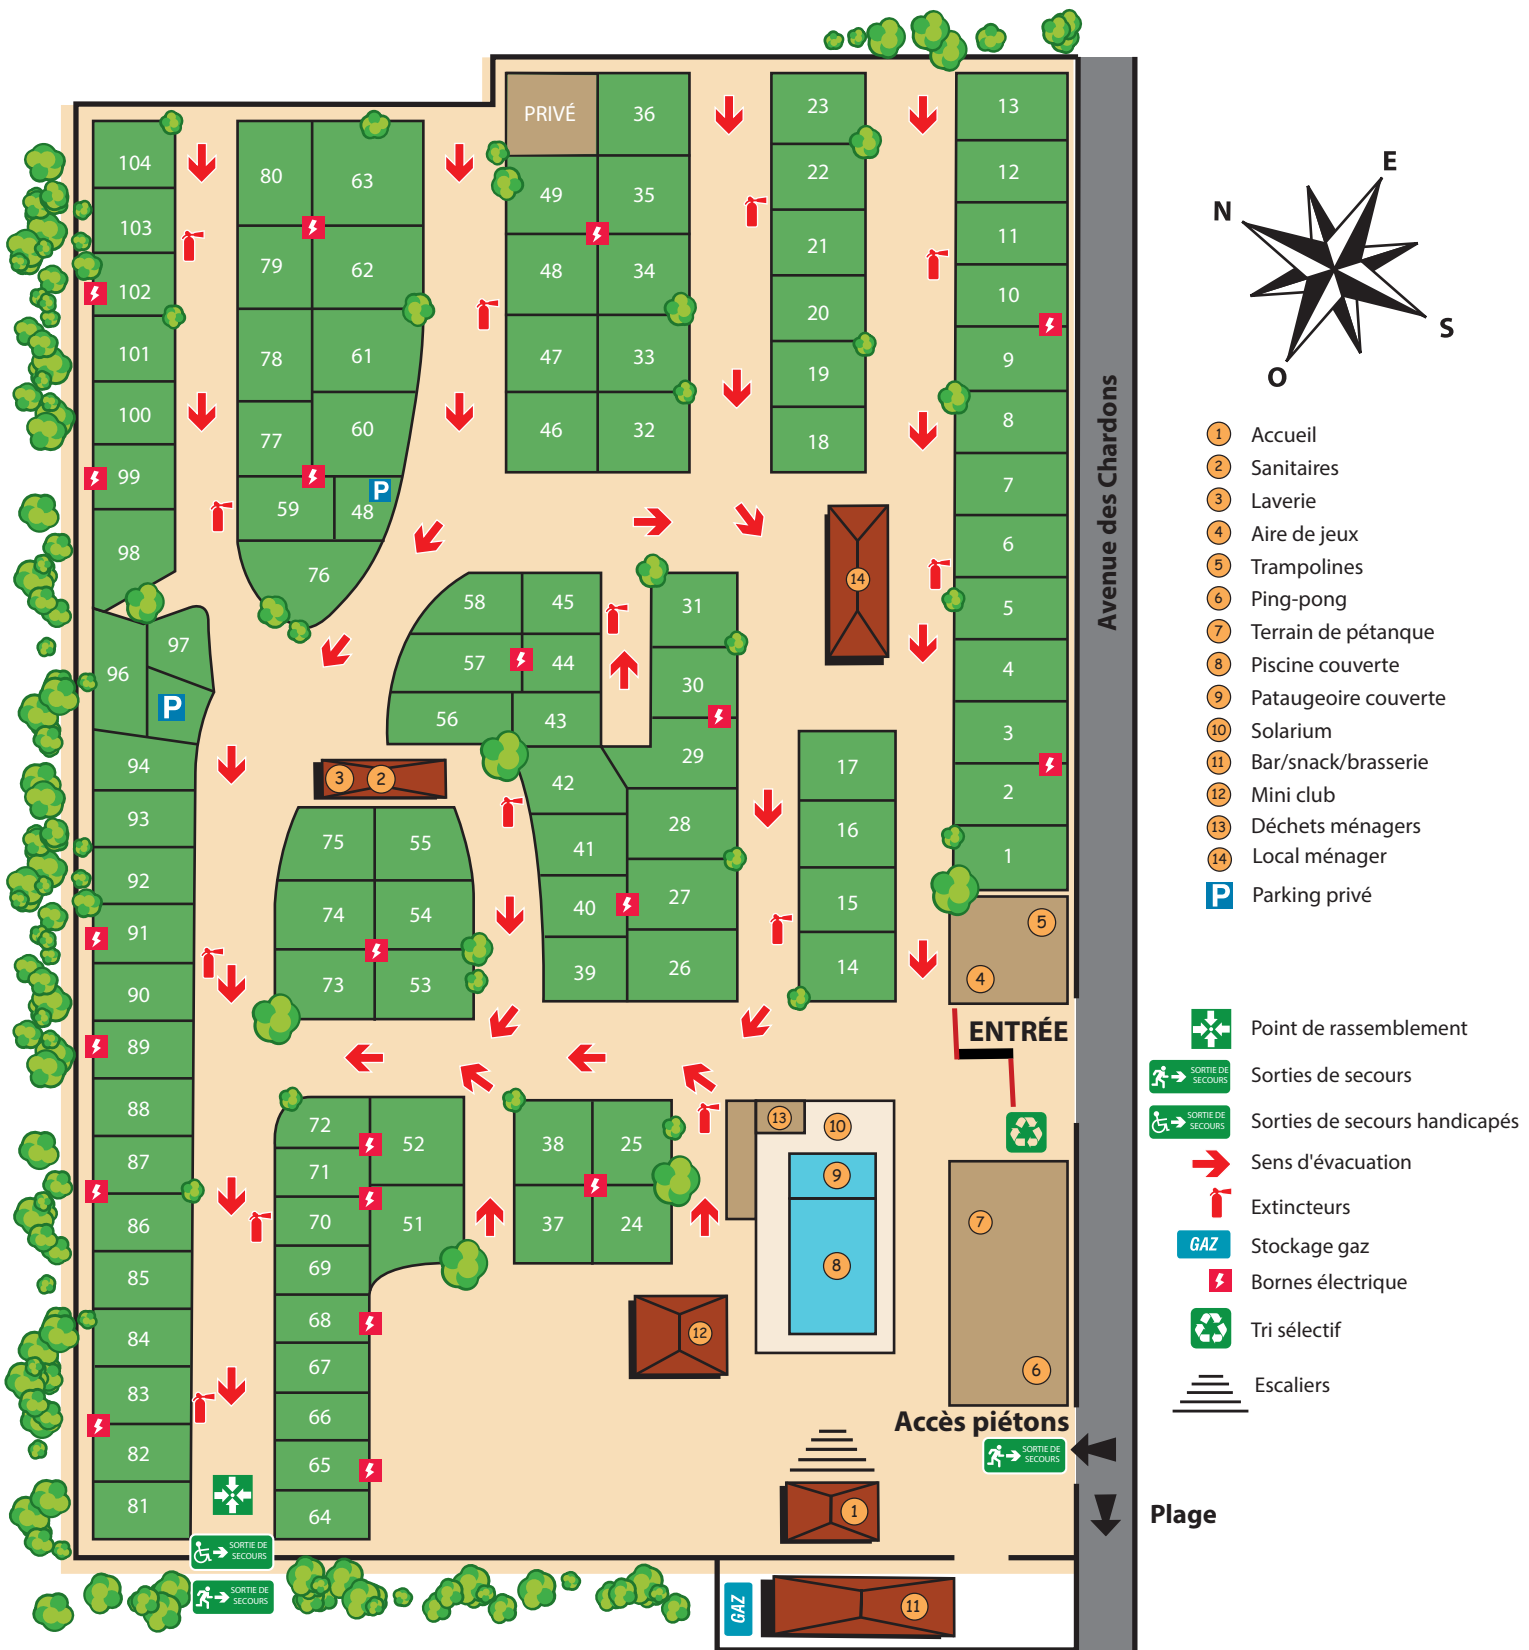 PRIVÉ
36
23
13
104
80
63
49
35
22
12
103
79
62
48
34
21
11
102
78
61
47
33
20
10
101
77
60
46
32
19
9
100
59
48
P
18
8
99
76
7
98
58
45
31
14
6
97
57
44
30
5
96
P
56
43
29
4
94
3
2
42
17
3
93
75
55
41
28
16
2
92
74
54
40
27
15
1
91
73
53
39
26
14
5
90
4
89
ENTRÉE
88
72
52
38
25
13
10
87
71
9
86
70
51
37
24
7
85
69
8
84
68
12
83
67
6
82
66
Accès piétons
65
SORTIE DE
SECOURS
81
64
1
Plage
SORTIE DE
SECOURS
SORTIE DE
SECOURS
GAZ
11
Avenue des Chardons
N
E
S
O
1 Accueil
2 Sanitaires
3 Laverie
4 Aire de jeux
5 Trampolines
6 Ping-pong
7 Terrain de pétanque
8 Piscine couverte
9 Pataugeoire couverte
10 Solarium
11 Bar/snack/brasserie
12 Mini club
13 Déchets ménagers
14 Local ménager
P Parking privé
Point de rassemblement
SORTIE DE
SECOURS
Sorties de secours
SORTIE DE
SECOURS
Sorties de secours handicapés
Sens d'évacuation
Extincteurs
GAZ Stockage gaz
Bornes électrique
Tri sélectif
Escaliers